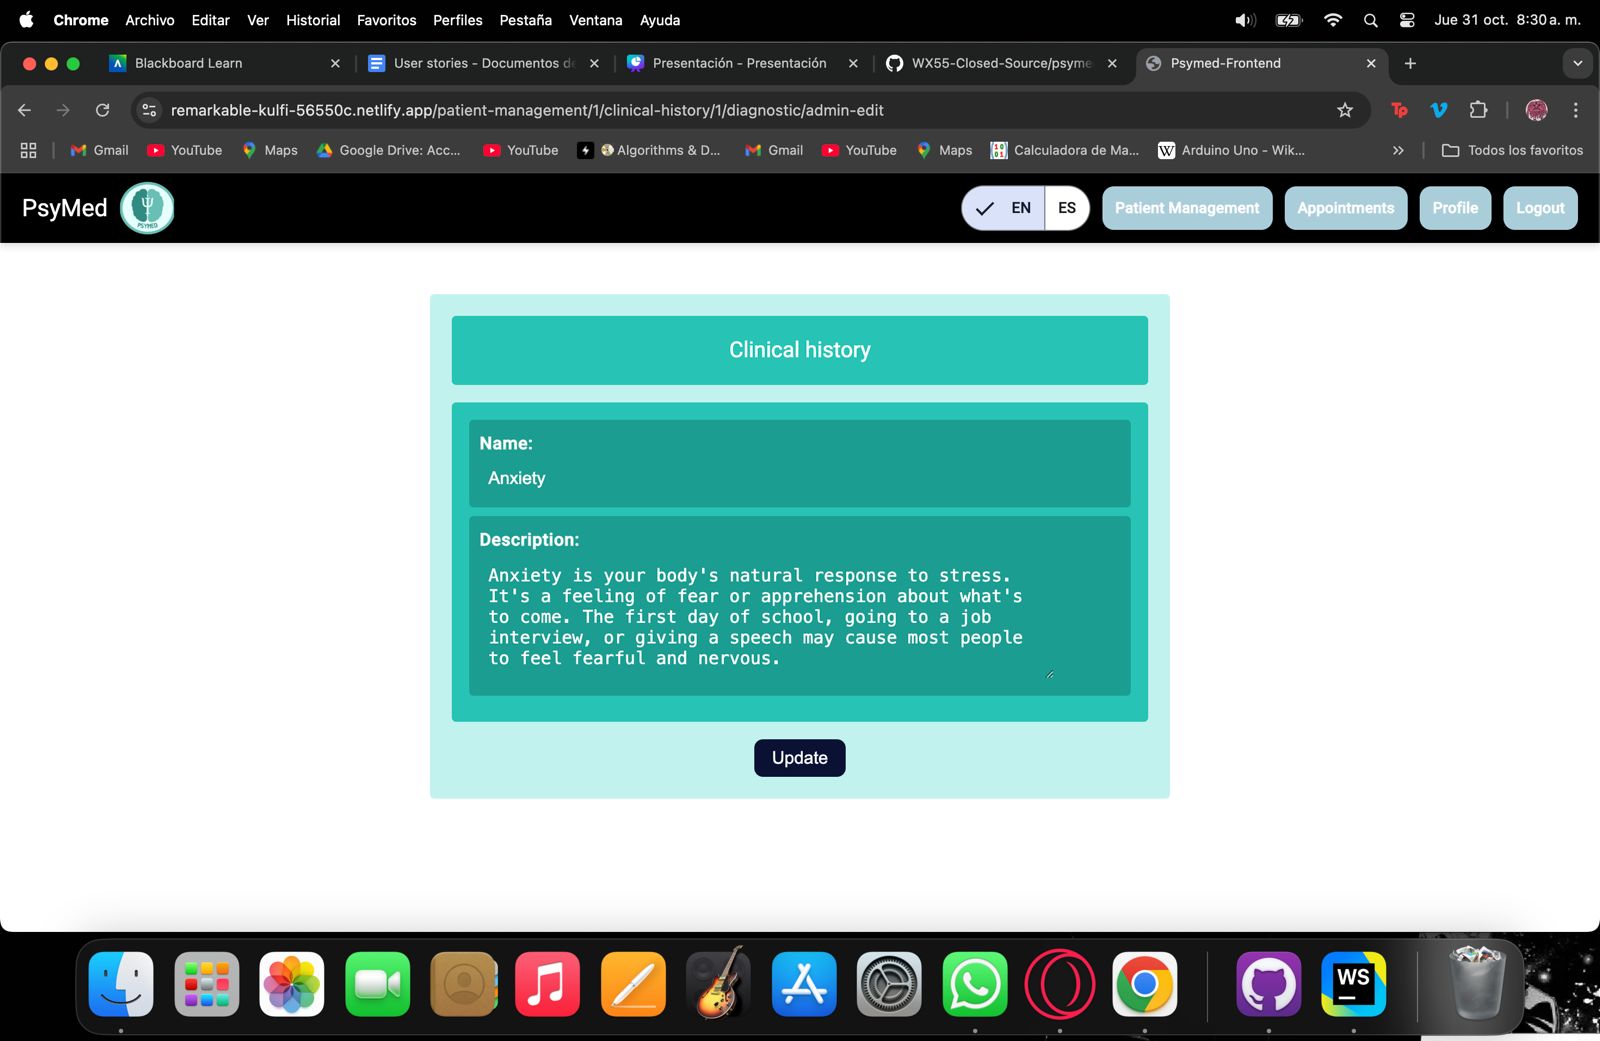 Chrome Archivo Editar Ver Historial Favoritos Perfiles Pestaña Ventana Ayuda Jue 31 oct. 8:30 a. m.
Blackboard Learn User stories - Documentos de Presentación - Presentación WX55-Closed-Source/psyme Psymed-Frontend
remarkable-kulfi-56550c.netlify.app/patient-management/1/clinical-history/1/diagnostic/admin-edit
Gmail YouTube Maps Google Drive: Acc... YouTube Algorithms & D... Gmail YouTube Maps Calculadora de Ma... Arduino Uno - Wik... Todos los favoritos
PsyMed PSYMED EN ES Patient Management Appointments Profile Logout
Clinical history
Name:
Anxiety
Description:
Anxiety is your body's natural response to stress.
It's a feeling of fear or apprehension about what's
to come. The first day of school, going to a job
interview, or giving a speech may cause most people
to feel fearful and nervous.
Update
WS